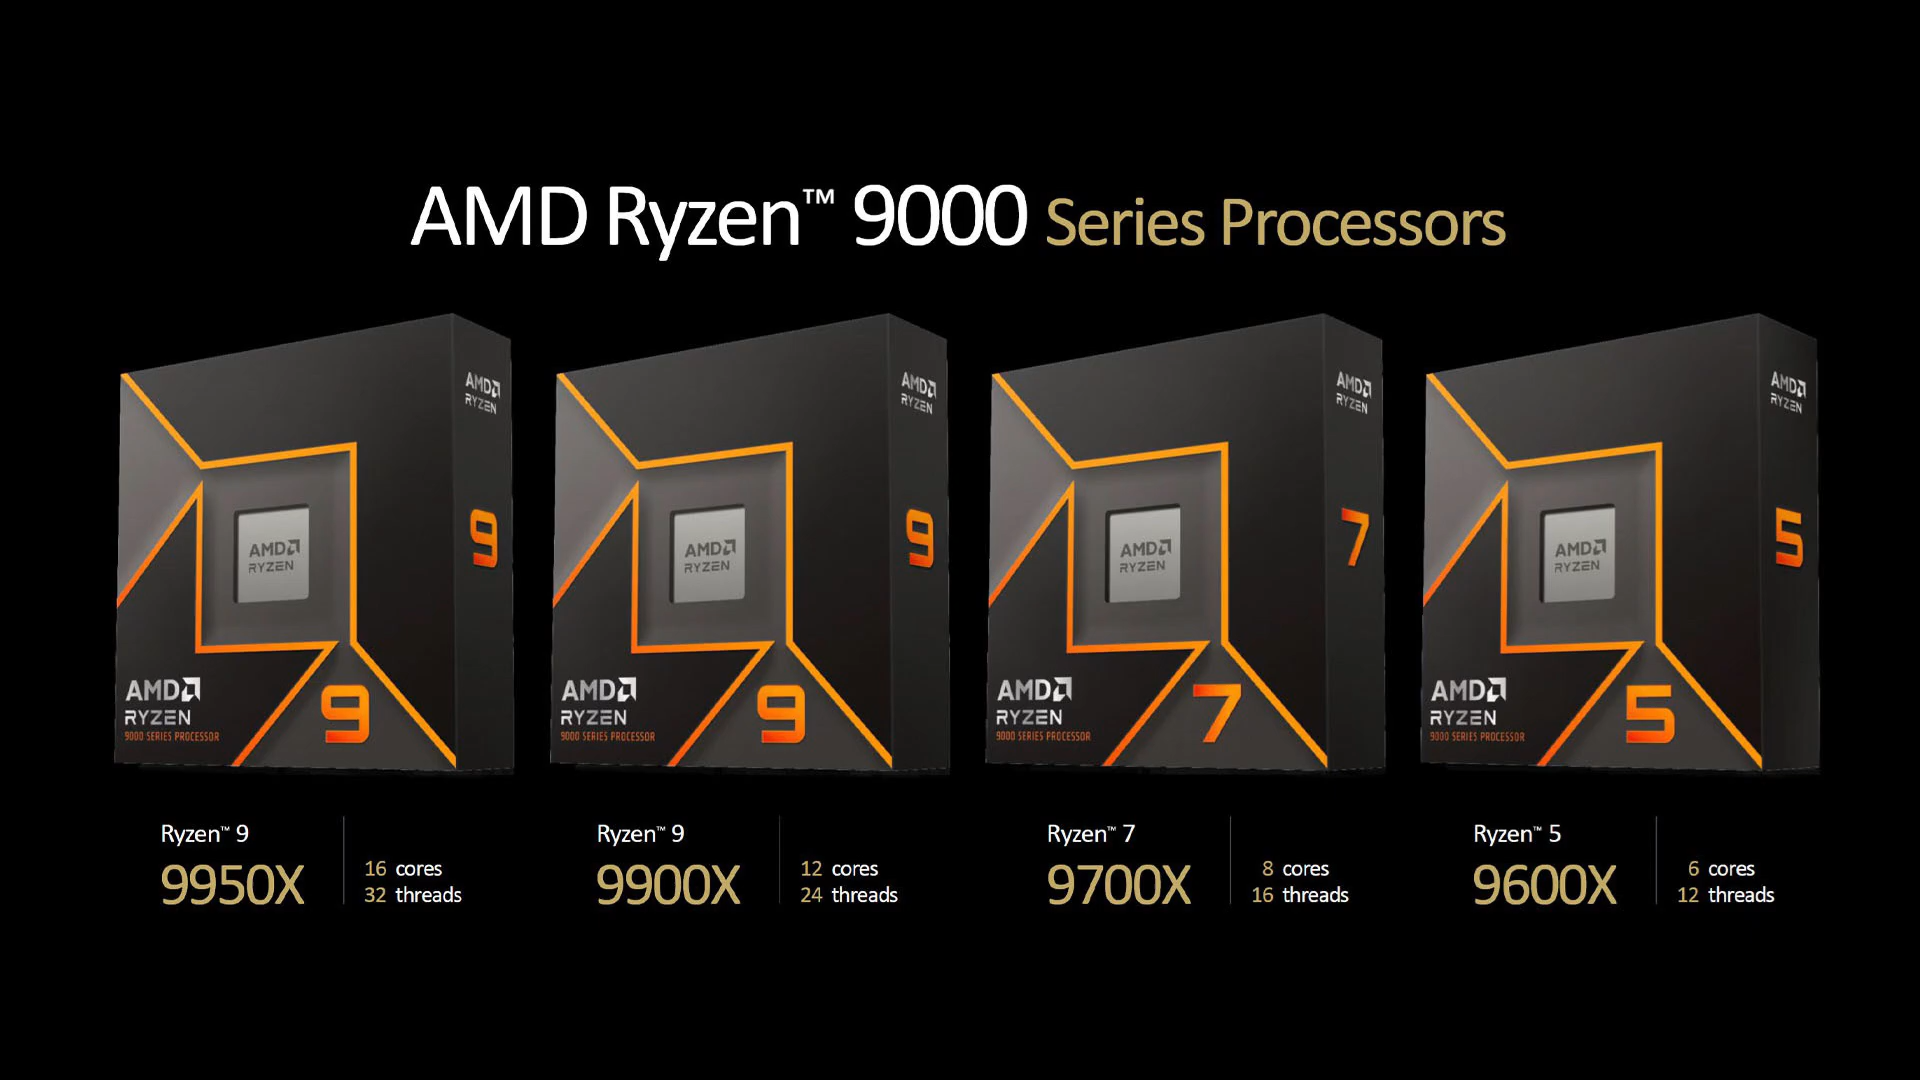 AMD Ryzen™ 9000 Series Processors
AMD
RYZEN
9
AMD
RYZEN
AMD
RYZEN
9000 SERIES PROCESSOR
9
AMD
RYZEN
9
AMD
RYZEN
AMD
RYZEN
9000 SERIES PROCESSOR
9
AMD
RYZEN
7
AMD
RYZEN
AMD
RYZEN
9000 SERIES PROCESSOR
7
AMD
RYZEN
5
AMD
RYZEN
AMD
RYZEN
9000 SERIES PROCESSOR
5
Ryzen™ 9
9950X
16 cores
32 threads
Ryzen™ 9
9900X
12 cores
24 threads
Ryzen™ 7
9700X
8 cores
16 threads
Ryzen™ 5
9600X
6 cores
12 threads